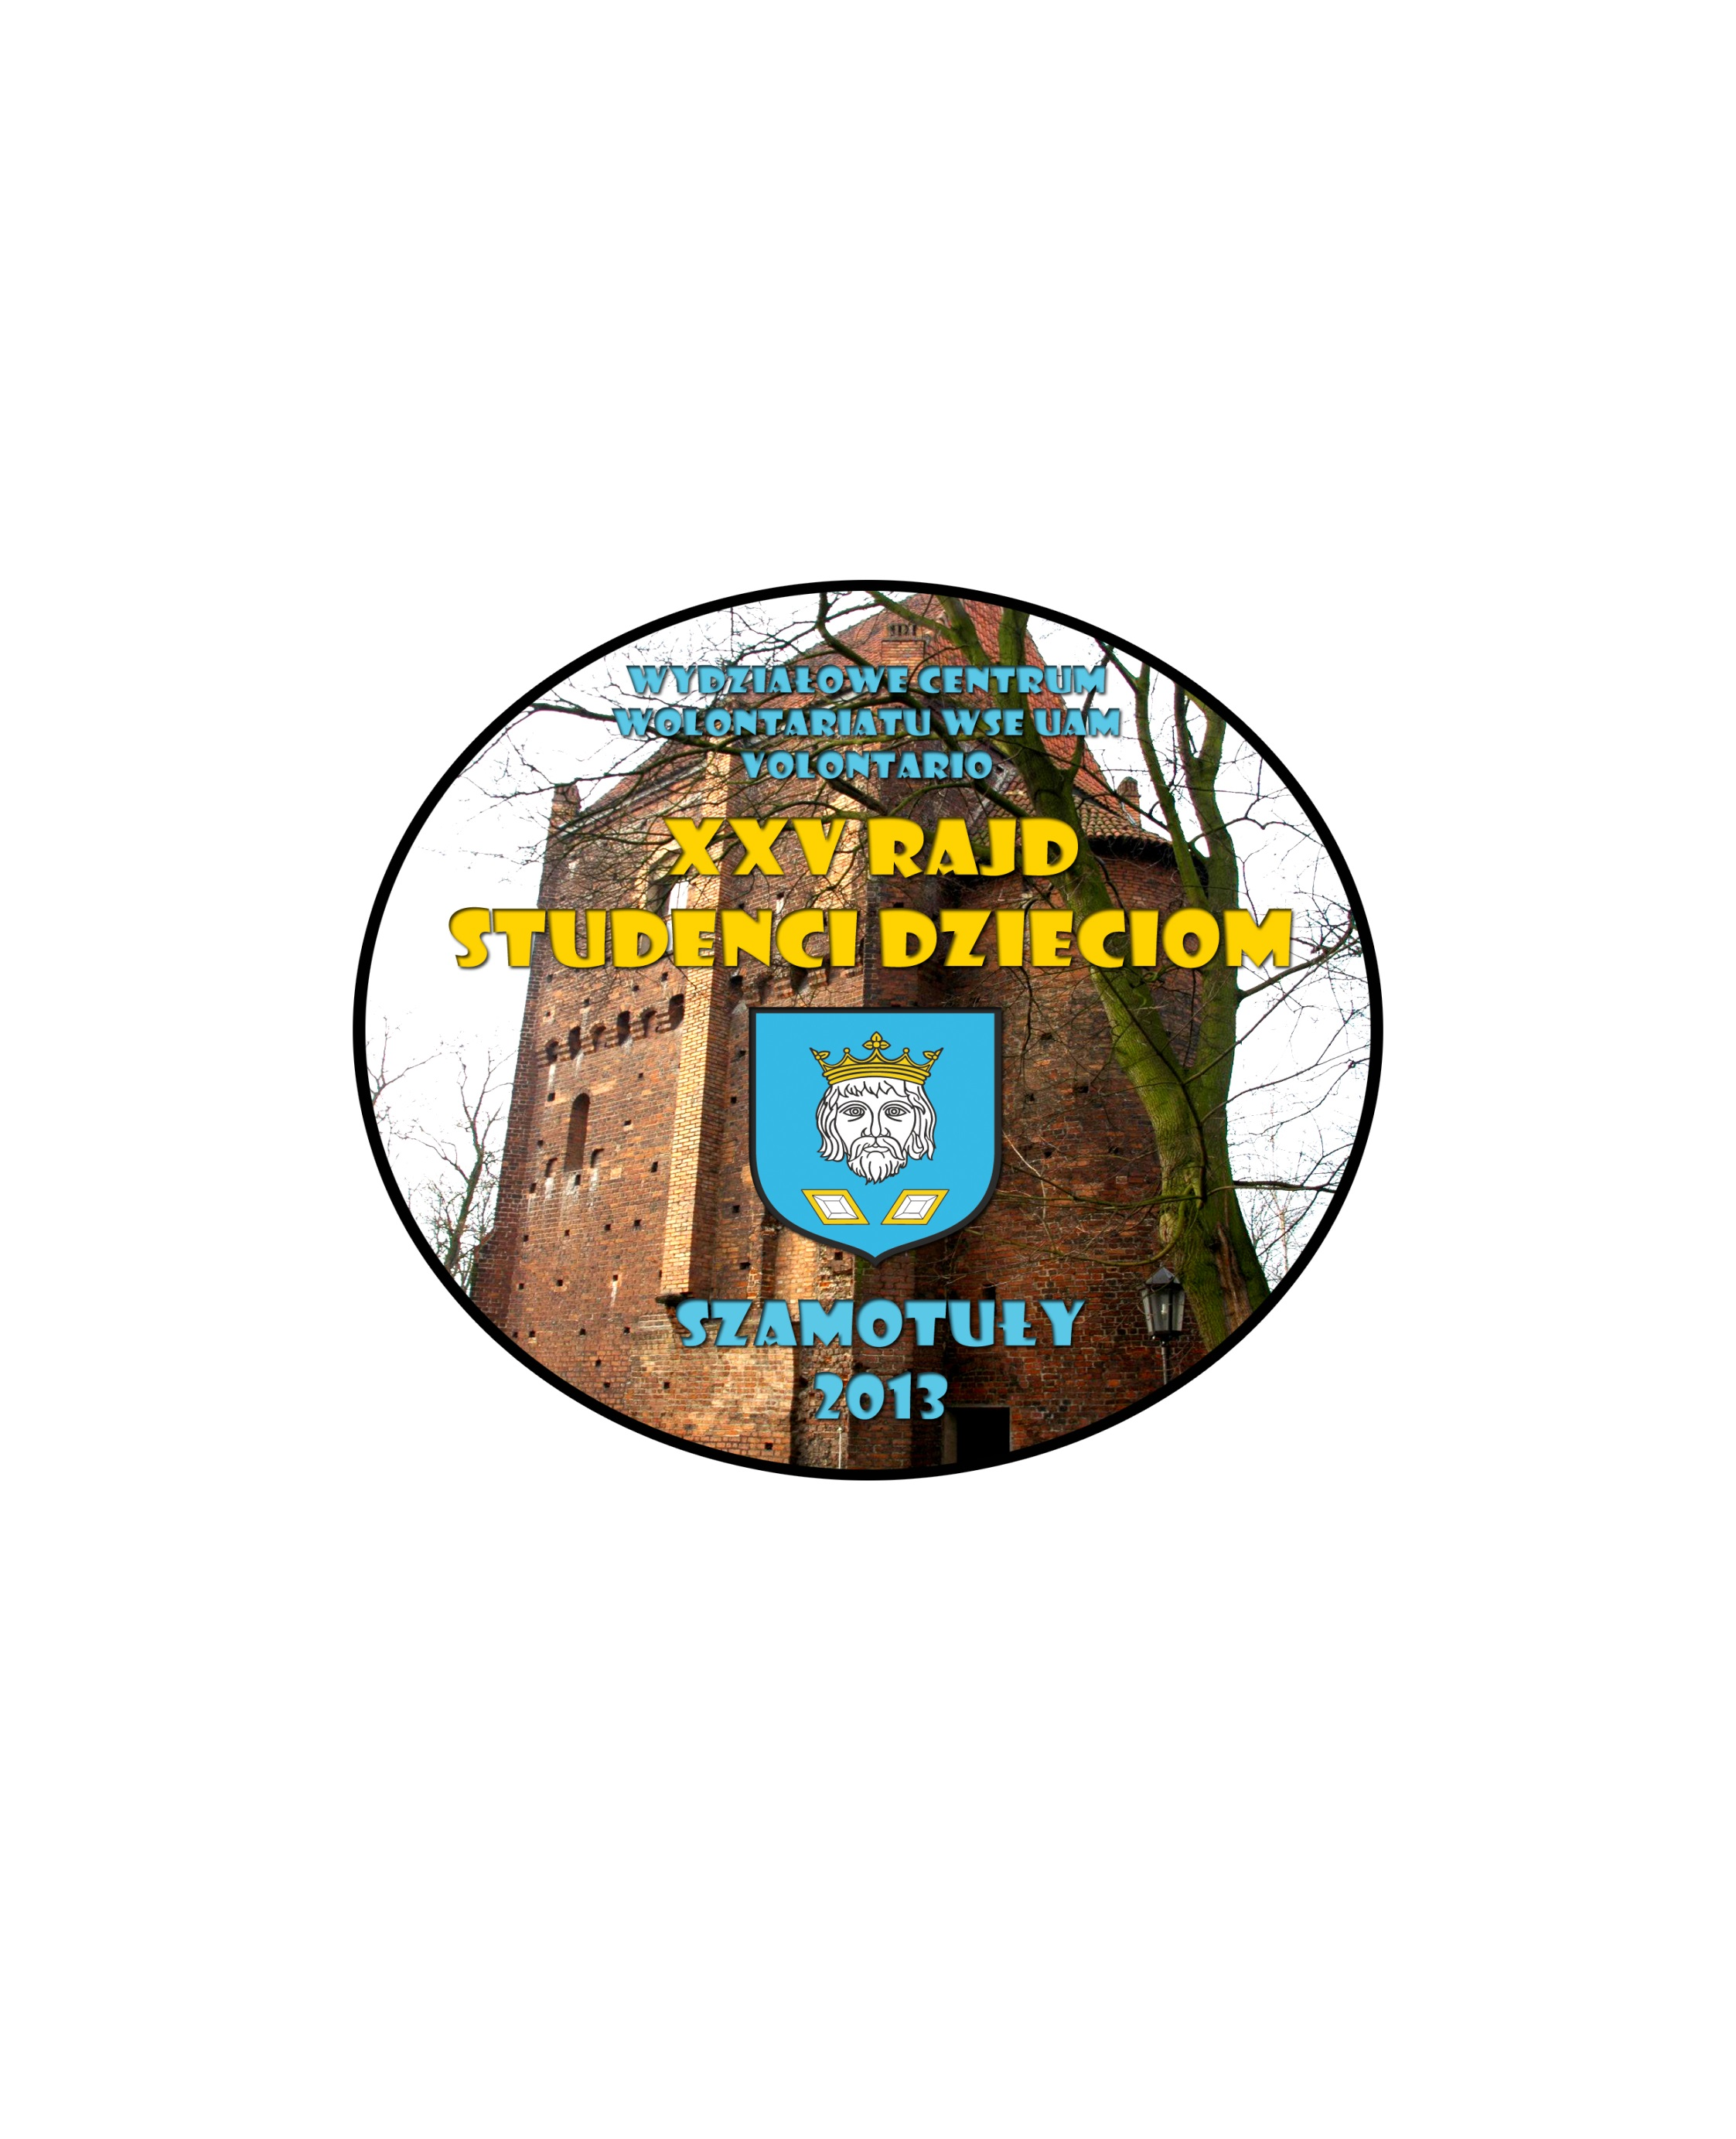 WYDZIAŁOWE CENTRUM
WOLONTARIATU WSE UAM
VOLONTARIO
XXV RAJD
STUDENCI DZIECIOM
SZAMOTUŁY
2013